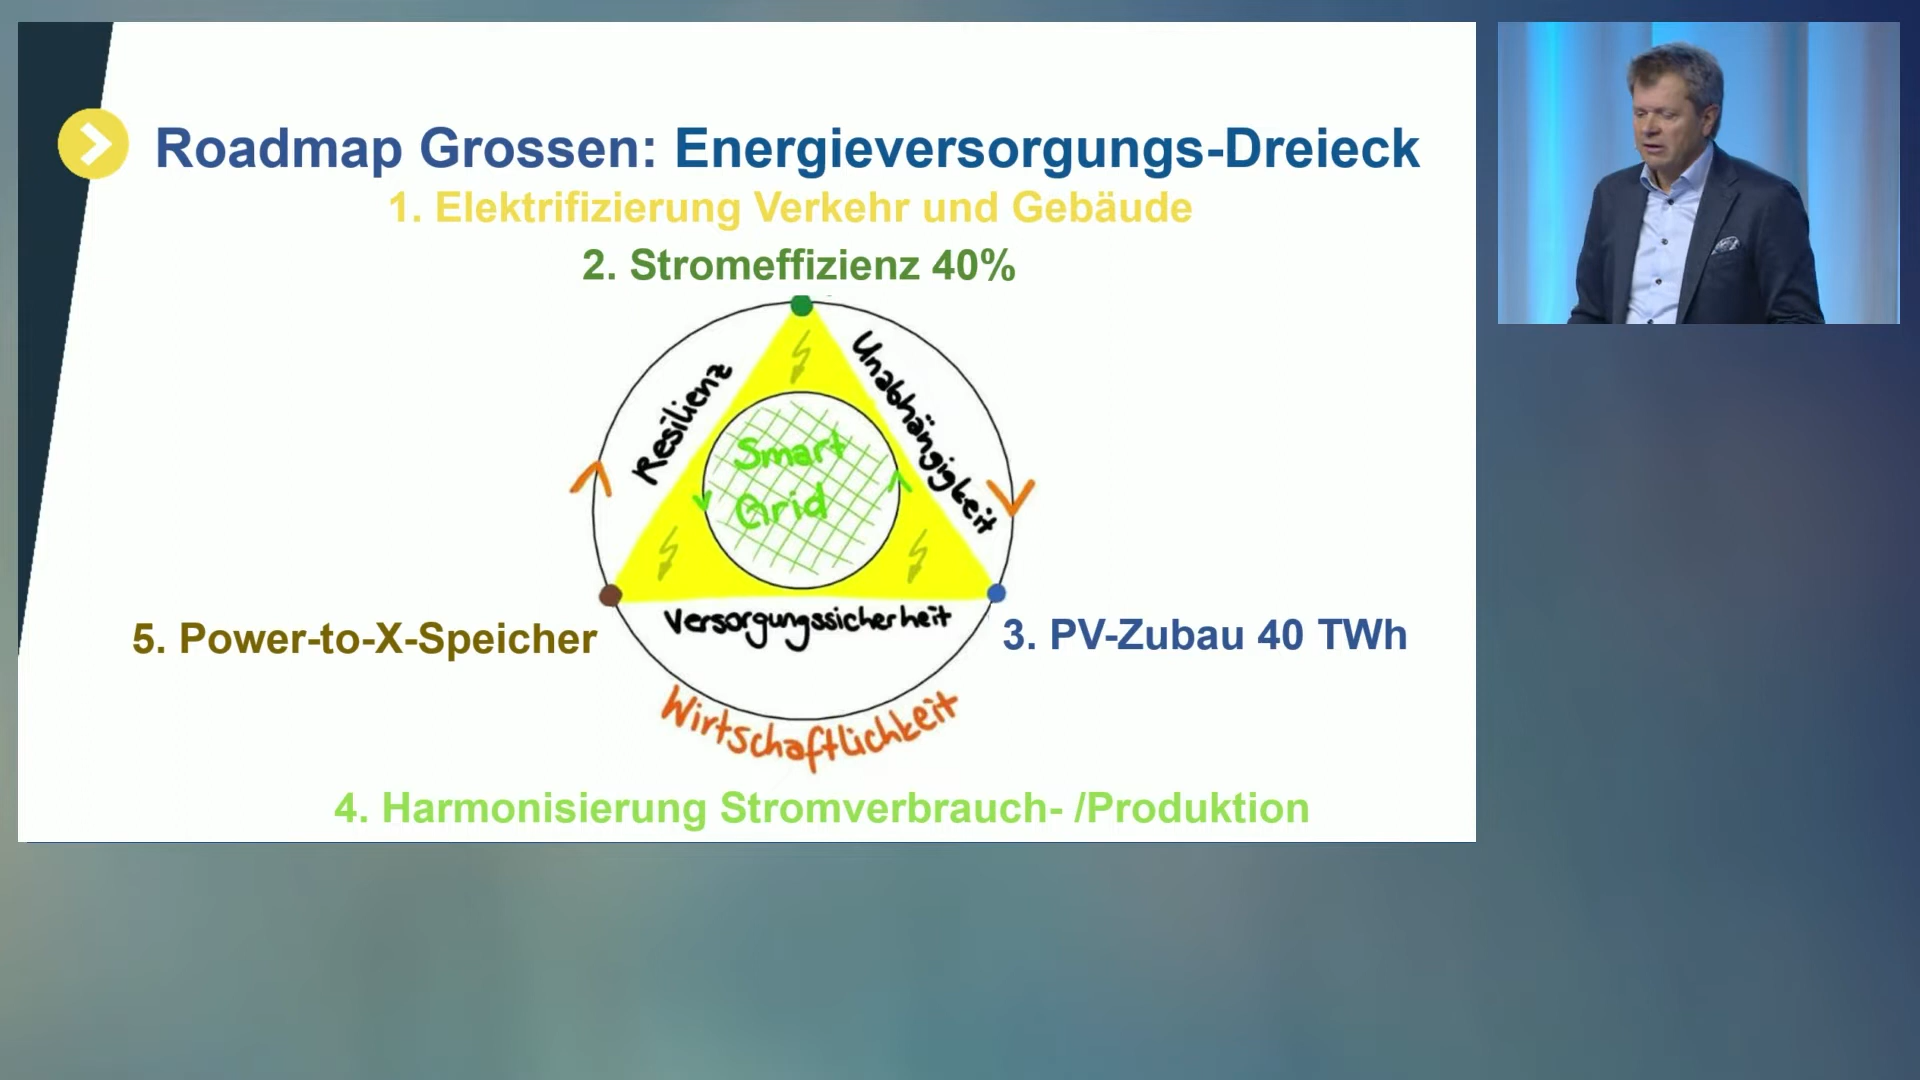 Roadmap Grossen: Energieversorgungs-Dreieck
1. Elektrifizierung Verkehr und Gebäude
2. Stromeffizienz 40%
Resilienz
Unabhängigkeit
Smart
Grid
Versorgungssicherheit
5. Power-to-X-Speicher
3. PV-Zubau 40 TWh
Wirtschaftlichkeit
4. Harmonisierung Stromverbrauch- /Produktion